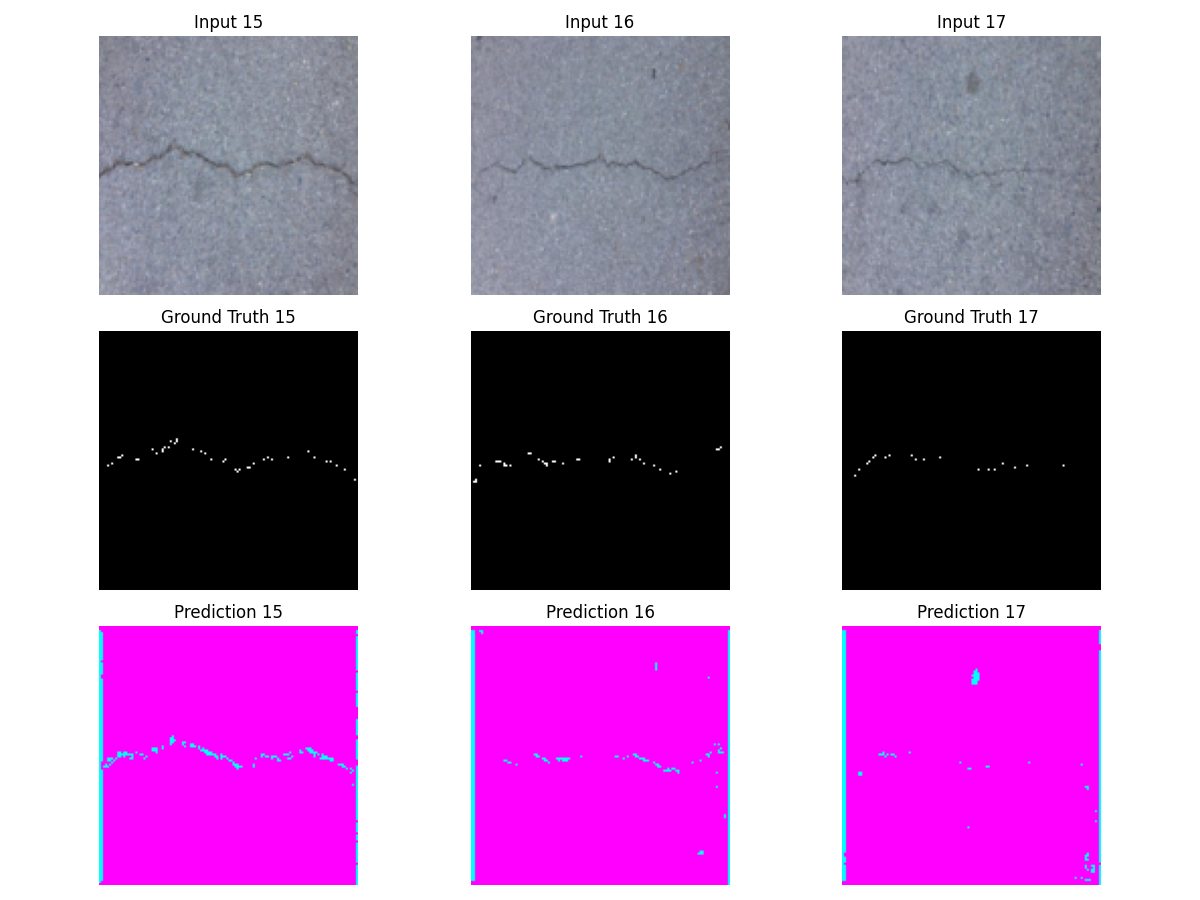 Input 15
Input 16
Input 17
Ground Truth 15
Ground Truth 16
Ground Truth 17
Prediction 15
Prediction 16
Prediction 17